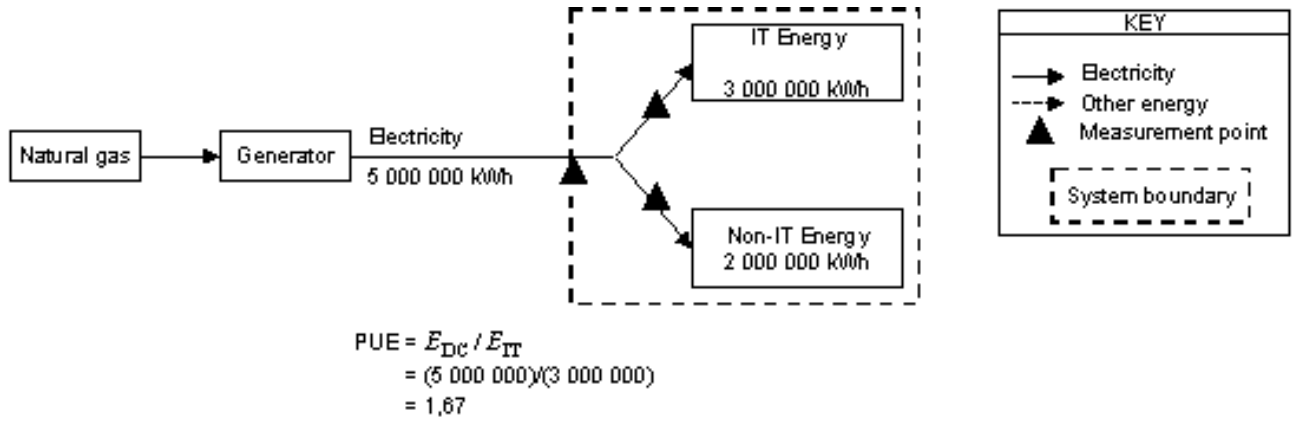 IT Energy
3 000 000 kWh
Natural gas
Generator
Electricity
5 000 000 kWh
Non-IT Energy
2 000 000 kWh
KEY
Electricity
Other energy
Measurement point
System boundary
PUE = E_DC / E_IT
= (5 000 000)/(3 000 000)
= 1,67